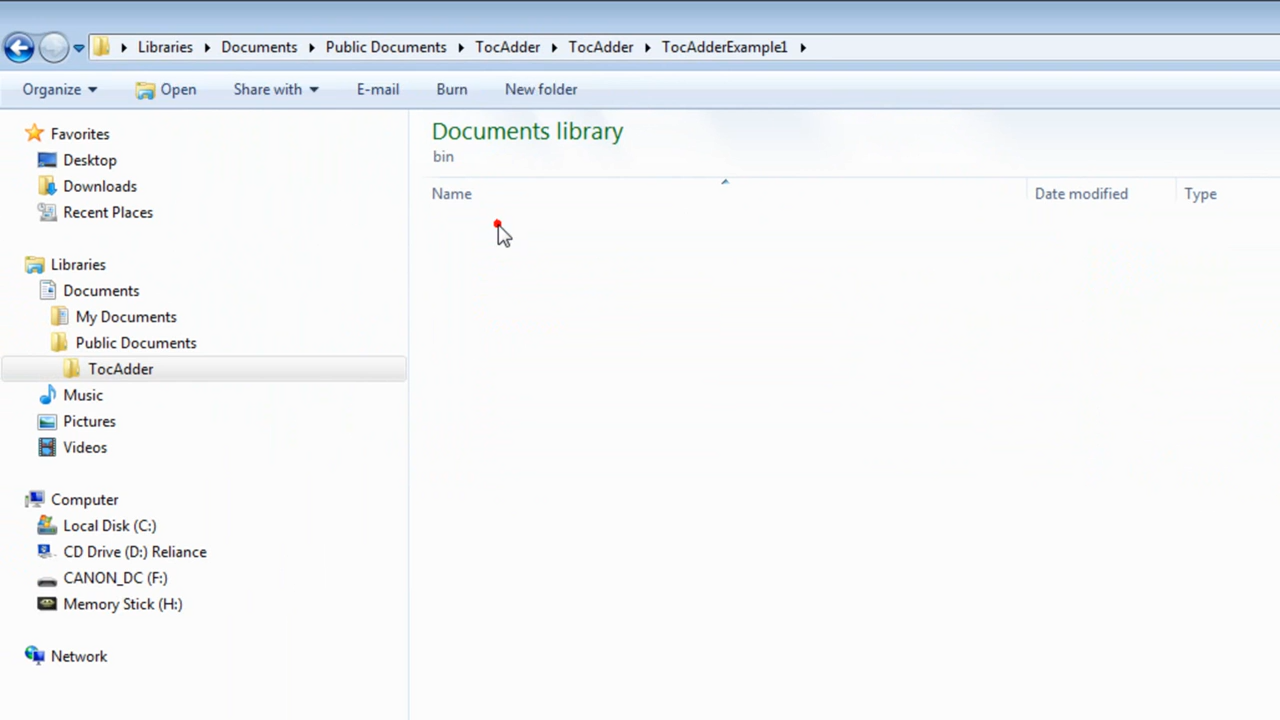 Libraries Documents Public Documents TocAdder TocAdder TocAdderExample1
Organize Open Share with E-mail Burn New folder
Favorites
Desktop
Downloads
Recent Places
Libraries
Documents
My Documents
Public Documents
TocAdder
Music
Pictures
Videos
Computer
Local Disk (C:)
CD Drive (D:) Reliance
CANON_DC (F:)
Memory Stick (H:)
Network
Documents library
bin
Name Date modified Type